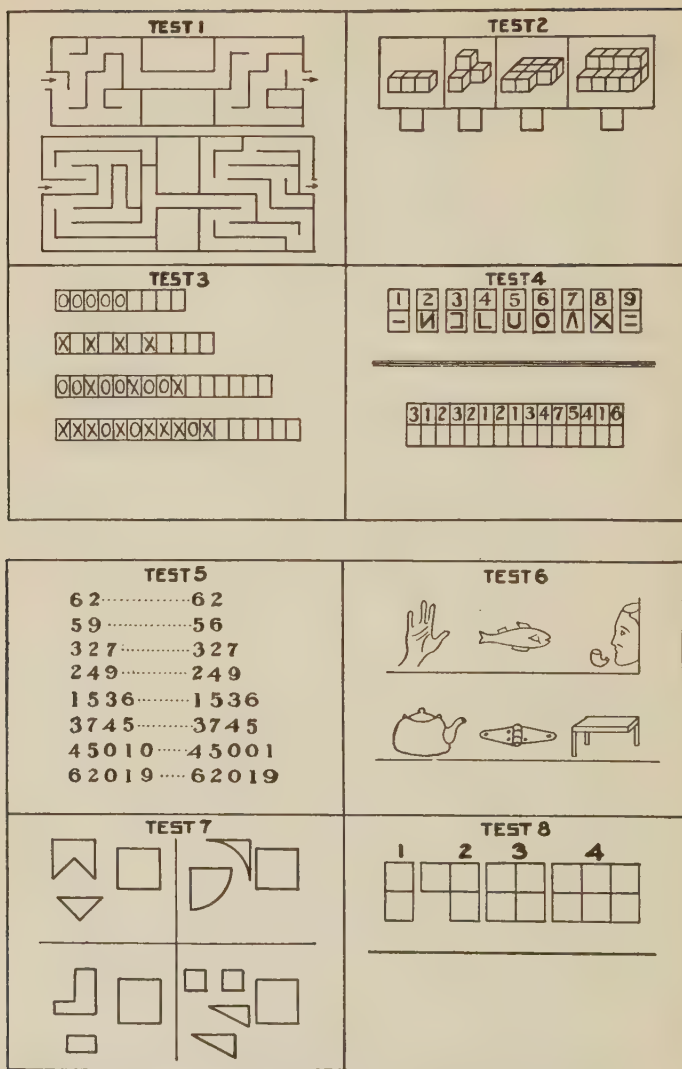 TEST 1
TEST 2
TEST 3
OOOOO
X X X X
OOXOOXOOX
XXXOXOXXXOX
TEST 4
1 2 3 4 5 6 7 8 9
3 1 2 3 2 1 2 1 3 4 7 5 4 1 6
TEST 5
62............62
59............56
327.........327
249.........249
1536........1536
3745........3745
45010.....45001
62019.....62019
TEST 6
TEST 7
TEST 8
1 2 3 4